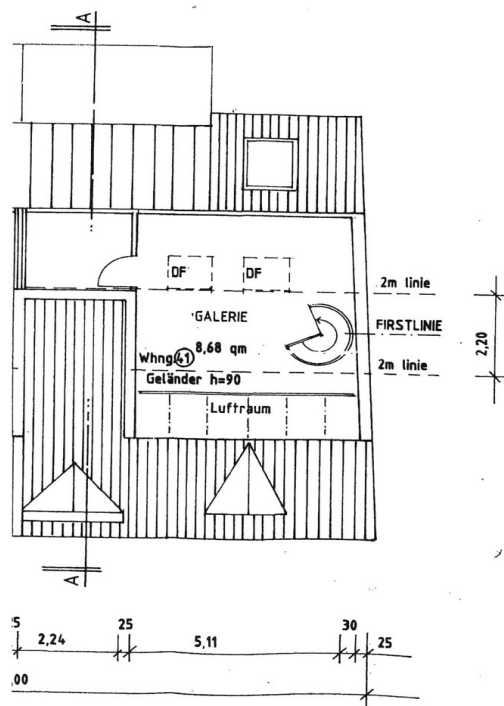 A
DF
DF
2m linie
GALERIE
FIRSTLINIE
8,68 qm
2,20
Whng. 41
2m linie
Geländer h=90
Luftraum
A
25
25
30
25
2,24
5,11
,00